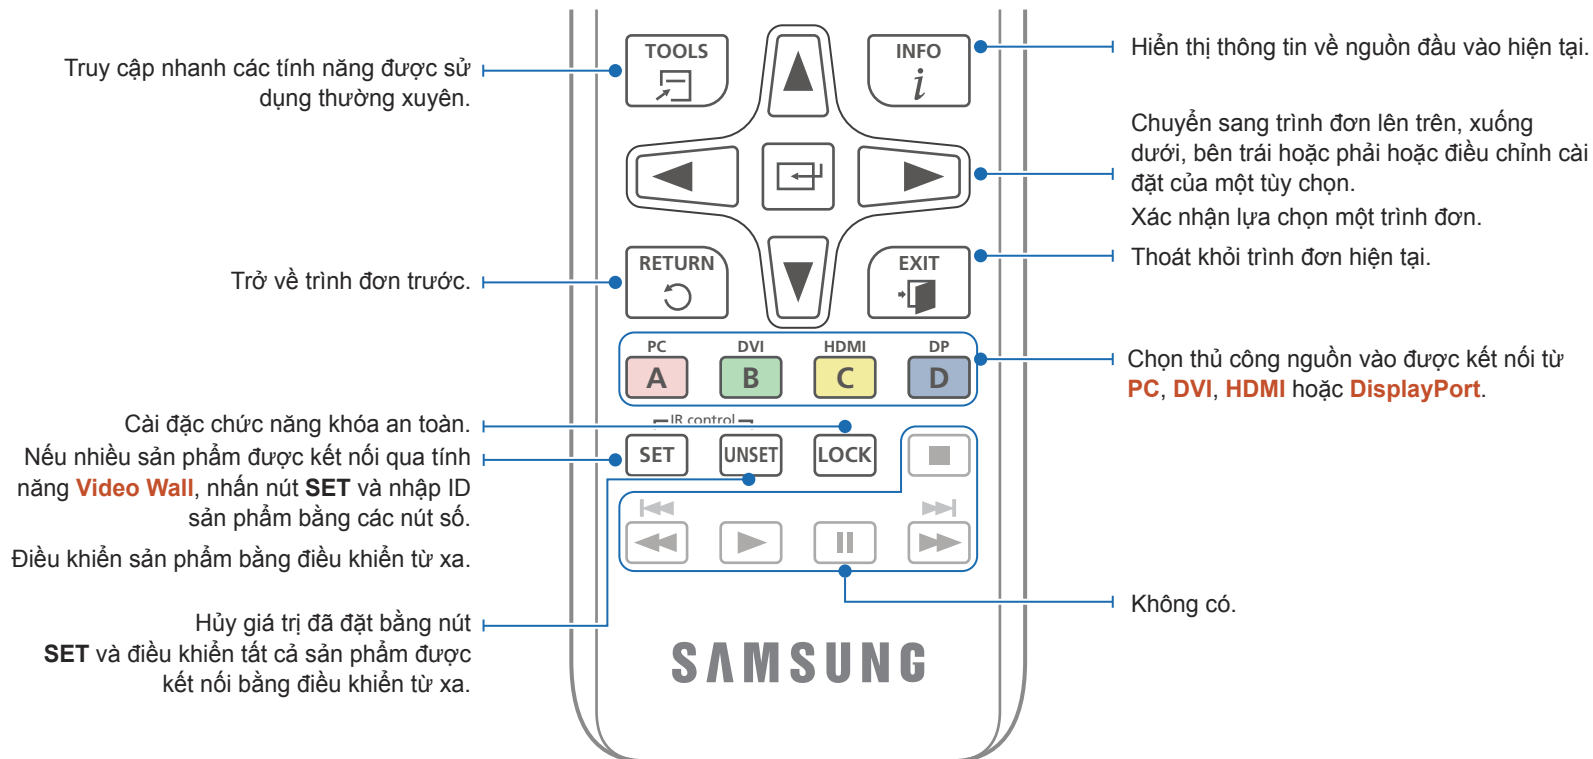 TOOLS
INFO
i
Truy cập nhanh các tính năng được sử
dụng thường xuyên.
Hiển thị thông tin về nguồn đầu vào hiện tại.
Chuyển sang trình đơn lên trên, xuống
dưới, bên trái hoặc phải hoặc điều chỉnh cài
đặt của một tùy chọn.
Xác nhận lựa chọn một trình đơn.
RETURN
EXIT
Trở về trình đơn trước.
Thoát khỏi trình đơn hiện tại.
PC DVI HDMI DP
A B C D
Chọn thủ công nguồn vào được kết nối từ
PC, DVI, HDMI hoặc DisplayPort.
Cài đặc chức năng khóa an toàn.
IR control
SET UNSET LOCK
Nếu nhiều sản phẩm được kết nối qua tính
năng Video Wall, nhấn nút SET và nhập ID
sản phẩm bằng các nút số.
Điều khiển sản phẩm bằng điều khiển từ xa.
Không có.
Hủy giá trị đã đặt bằng nút
SET và điều khiển tất cả sản phẩm được
kết nối bằng điều khiển từ xa.
SAMSUNG